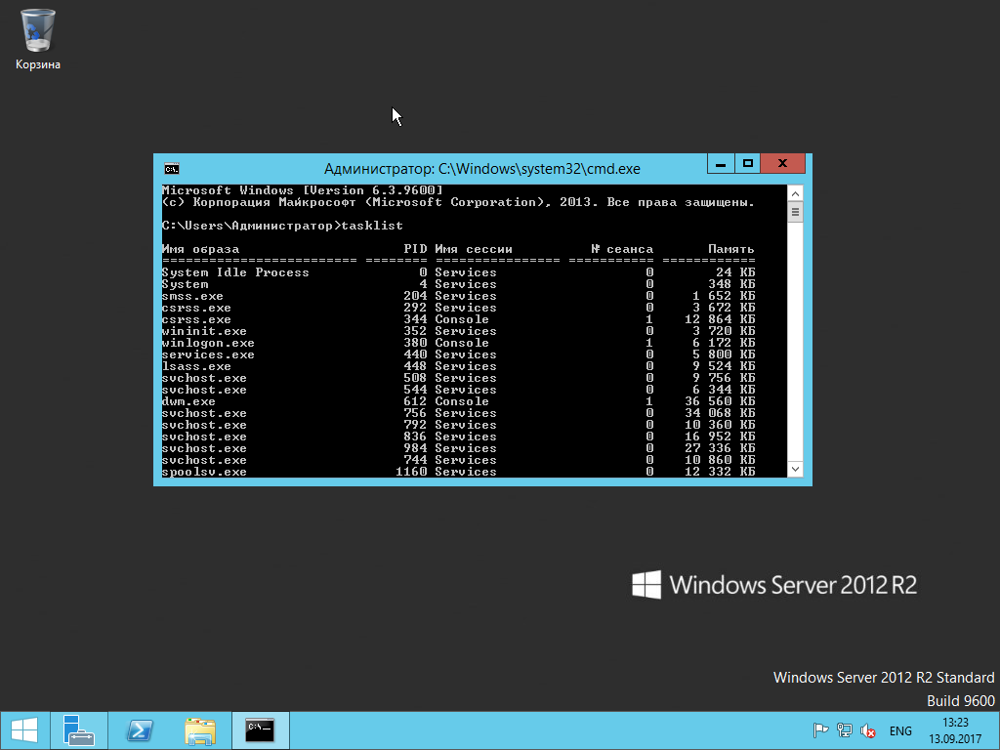 Корзина
Администратор: C:\Windows\system32\cmd.exe
Microsoft Windows [Version 6.3.9600]
(c) Корпорация Майкрософт (Microsoft Corporation), 2013. Все права защищены.
C:\Users\Администратор>tasklist
Имя образа PID Имя сессии № сеанса Память
========================= ======== ================ =========== ============
System Idle Process 0 Services 0 24 КБ
System 4 Services 0 348 КБ
smss.exe 204 Services 0 1 652 КБ
csrss.exe 292 Services 0 3 672 КБ
csrss.exe 344 Console 1 12 864 КБ
wininit.exe 352 Services 0 3 720 КБ
winlogon.exe 380 Console 1 6 172 КБ
services.exe 440 Services 0 5 800 КБ
lsass.exe 448 Services 0 9 524 КБ
svchost.exe 508 Services 0 9 756 КБ
svchost.exe 544 Services 0 6 344 КБ
dwm.exe 612 Console 1 36 560 КБ
svchost.exe 756 Services 0 34 068 КБ
svchost.exe 792 Services 0 10 360 КБ
svchost.exe 836 Services 0 16 952 КБ
svchost.exe 984 Services 0 27 336 КБ
svchost.exe 744 Services 0 10 860 КБ
spoolsv.exe 1160 Services 0 12 332 КБ
Windows Server 2012 R2
Windows Server 2012 R2 Standard
Build 9600
ENG
13:23
13.09.2017